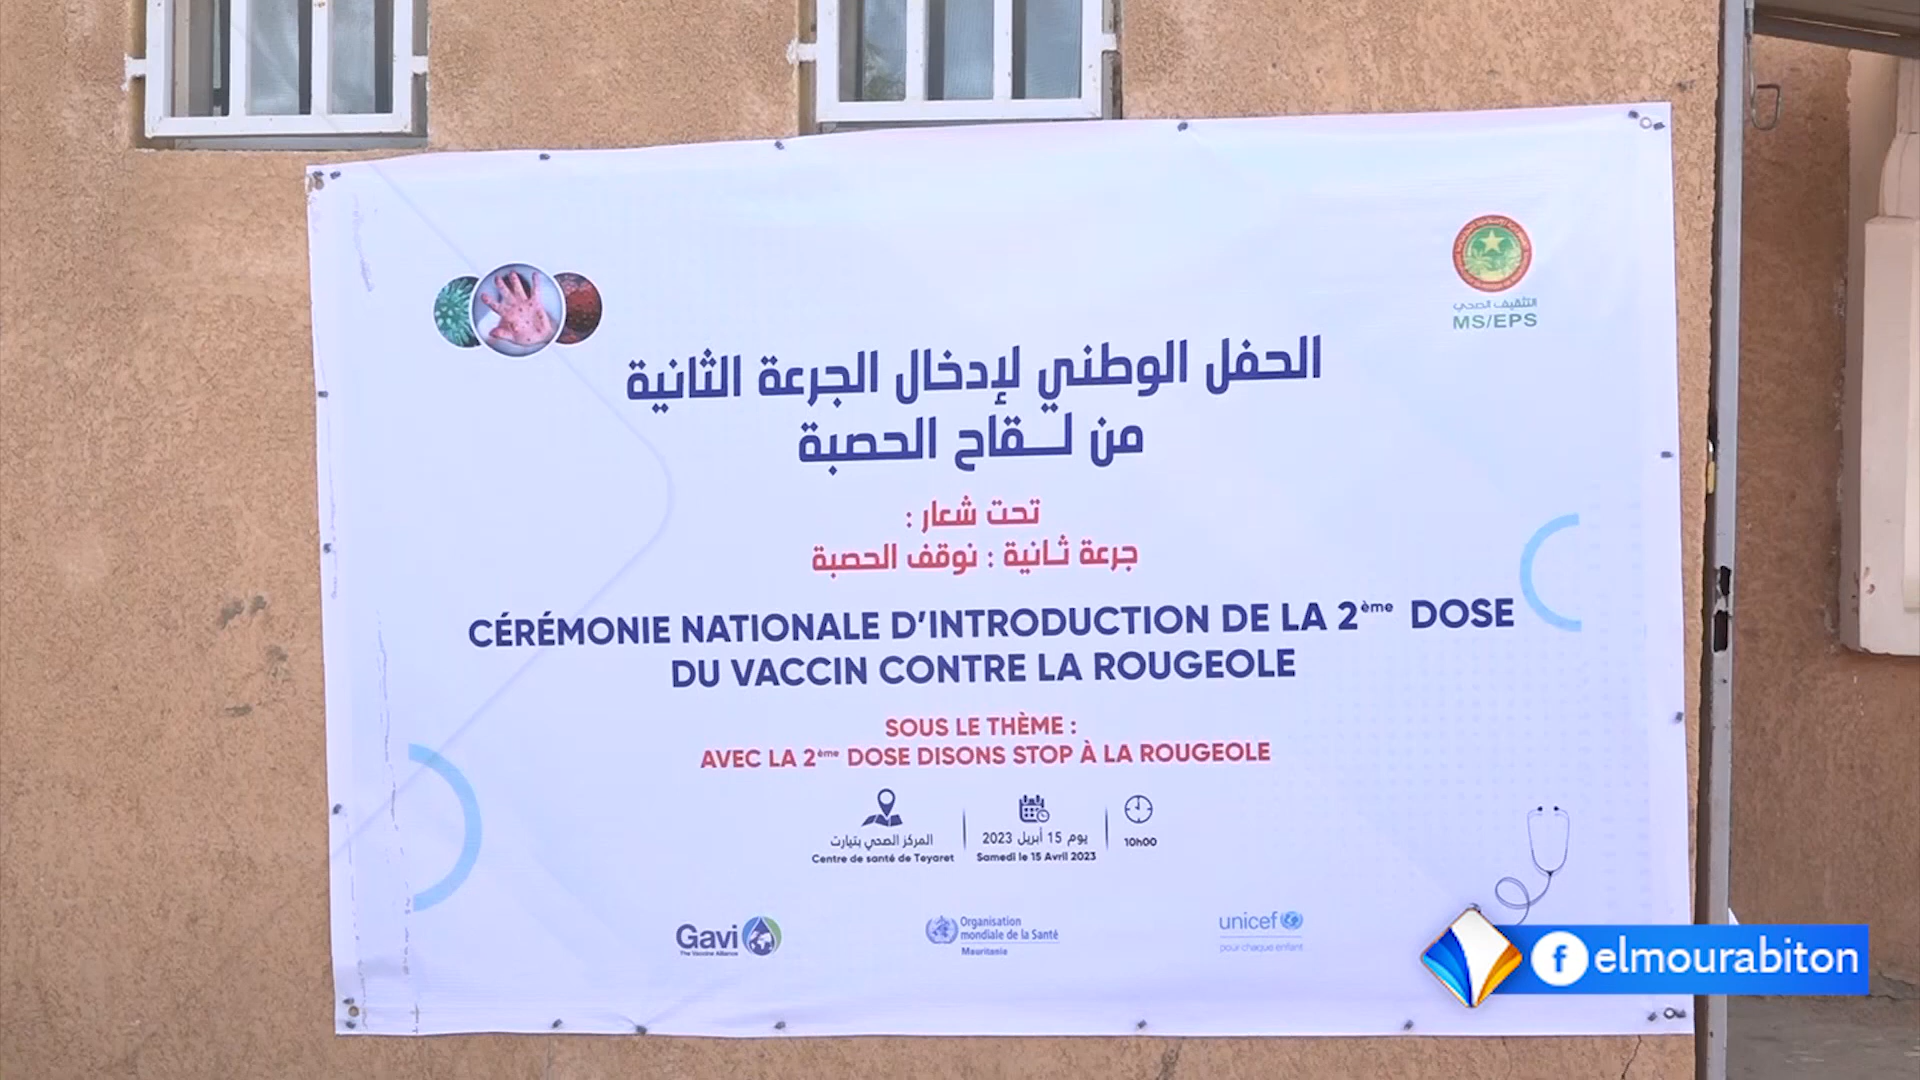 التثقيف الصحي
MS/EPS
الحفل الوطني لإدخال الجرعة الثانية
من لـــقاح الحصبة
تحت شعار :
جرعة ثـانية : نوقف الحصبة
CÉRÉMONIE NATIONALE D'INTRODUCTION DE LA 2ème DOSE
DU VACCIN CONTRE LA ROUGEOLE
SOUS LE THÈME :
AVEC LA 2ème DOSE DISONS STOP À LA ROUGEOLE
المركز الصحي بتيارت
Centre de santé de Teyaret
يوم 15 أبريل 2023
Samedi le 15 Avril 2023
10h00
Gavi
The Vaccine Alliance
Organisation
mondiale de la Santé
Mauritanie
unicef
pour chaque enfant
f elmourabiton